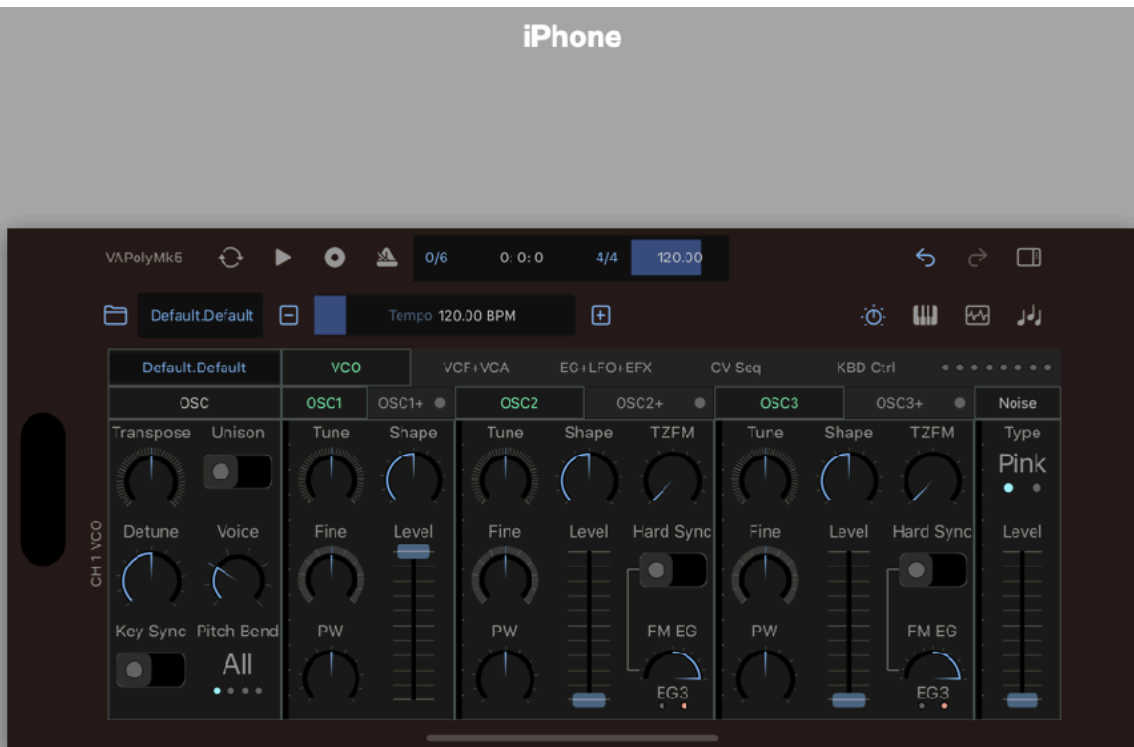 iPhone
VAPolyMk5 0/6 0: 0: 0 4/4 120.00
Default.Default Tempo 120.00 BPM
Default.Default VCO VCF+VCA EG+LFO+EFX CV Seq KBD Ctrl
OSC OSC1 OSC1+ OSC2 OSC2+ OSC3 OSC3+ Noise
Transpose Unison Tune Shape Tune Shape TZFM Tune Shape TZFM Type
Pink
Detune Voice Fine Level Fine Level Hard Sync Fine Level Hard Sync Level
CH 1 VCO
Key Sync Pitch Bend PW PW FM EG PW FM EG
All
EG3 EG3